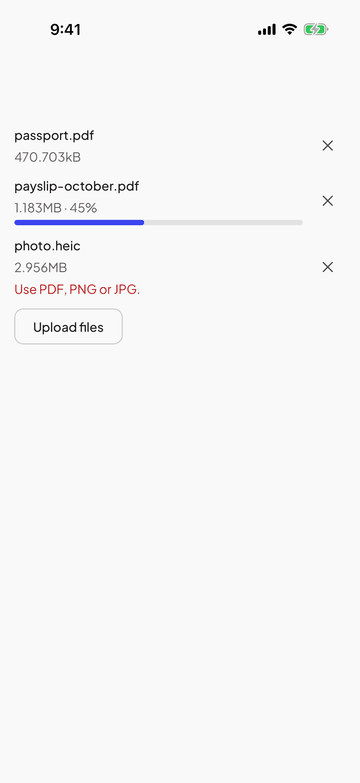 9:41
passport.pdf
470.703kB
payslip-october.pdf
1.183MB · 45%
photo.heic
2.956MB
Use PDF, PNG or JPG.
Upload files